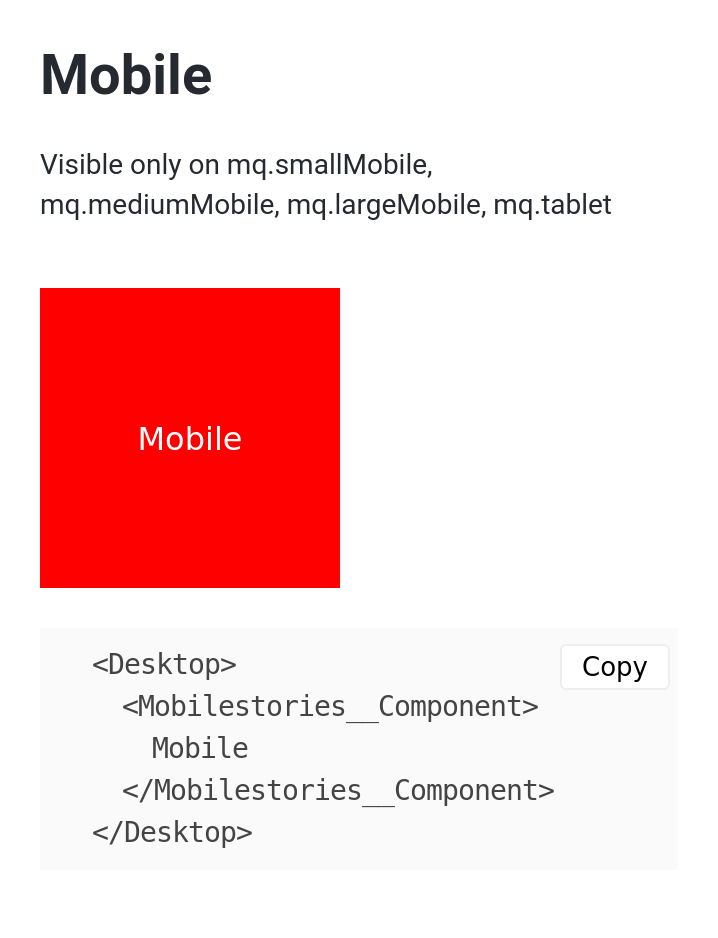 Mobile
Visible only on mq.smallMobile,
mq.mediumMobile, mq.largeMobile, mq.tablet
Mobile
Copy
<Desktop>
<Mobilestories__Component>
Mobile
</Mobilestories__Component>
</Desktop>